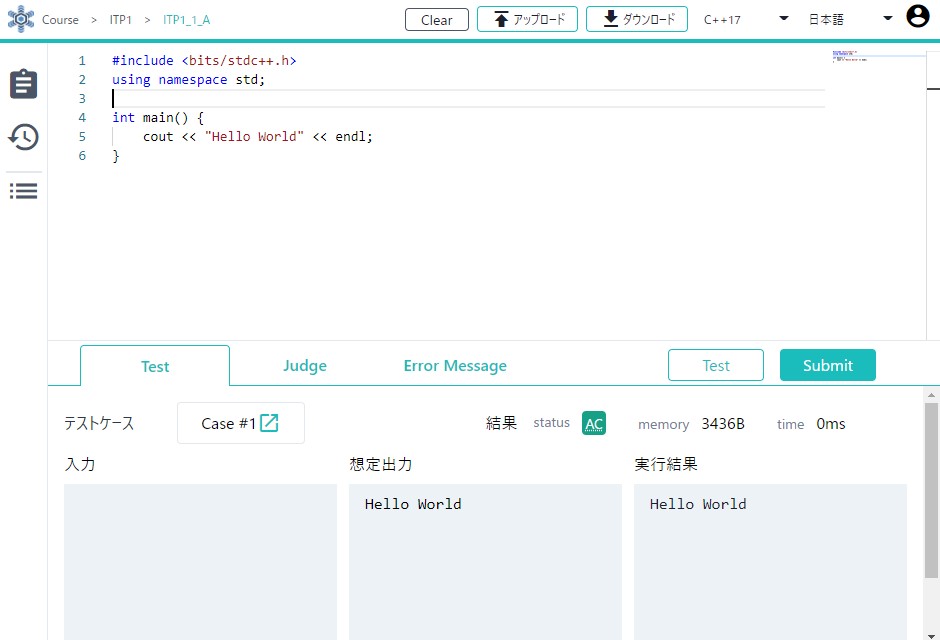 Course > ITP1 > ITP1_1_A Clear アップロード ダウンロード C++17 日本語
1 #include <bits/stdc++.h>
2 using namespace std;
3
4 int main() {
5 cout << "Hello World" << endl;
6 }
Test Judge Error Message Test Submit
テストケース Case #1 結果 status AC memory 3436B time 0ms
入力 想定出力 実行結果
Hello World Hello World